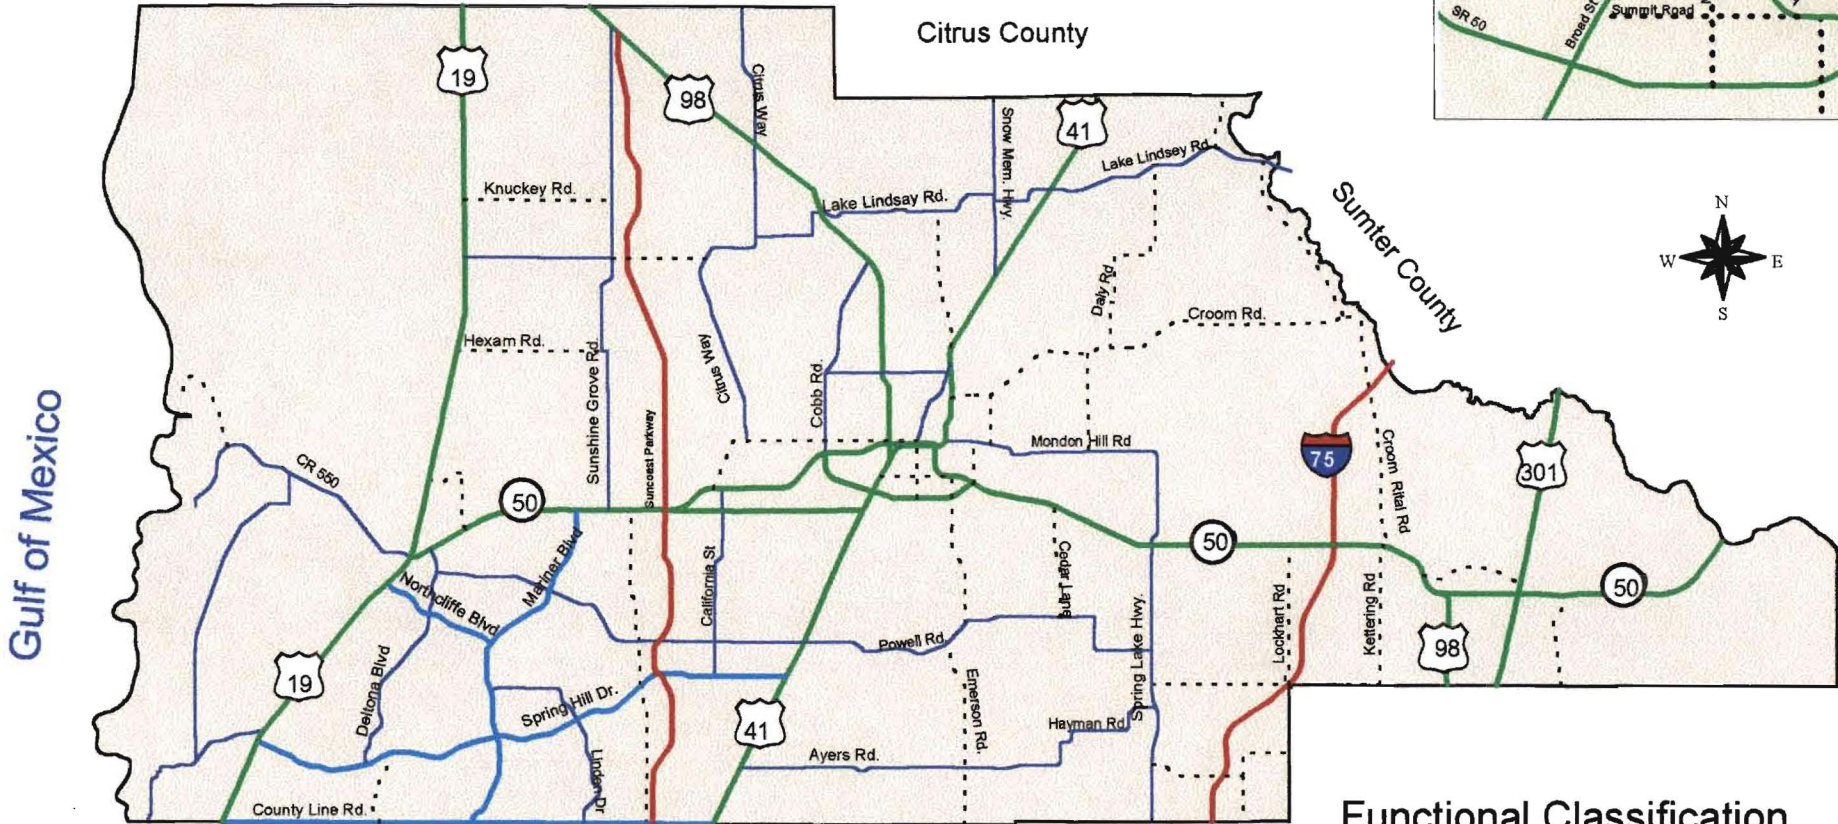 Citrus County
SR 50
Broad St
Summit Road
19
98
Citrus Way
Snow Mem. Hwy.
41
Lake Lindsey Rd
Knuckey Rd.
Lake Lindsay Rd.
Sumter County
N
W
E
S
Daly Rd
Croom Rd.
Hexam Rd.
Sunshine Grove Rd.
Citrus Way
Cobb Rd.
Gulf of Mexico
CR 550
Suncoast Parkway
Mondon Hill Rd
75
Croom Rital Rd
301
50
50
50
Mariner Blvd
Northcliffe Blvd
California St
Cedar Lane
Lockhart Rd
Kettering Rd
Powell Rd
98
19
Deltona Blvd
Spring Hill Dr.
Emerson Rd.
Spring Lake Hwy.
Hayman Rd
41
Ayers Rd.
Linden Dr
County Line Rd.
Functional Classification